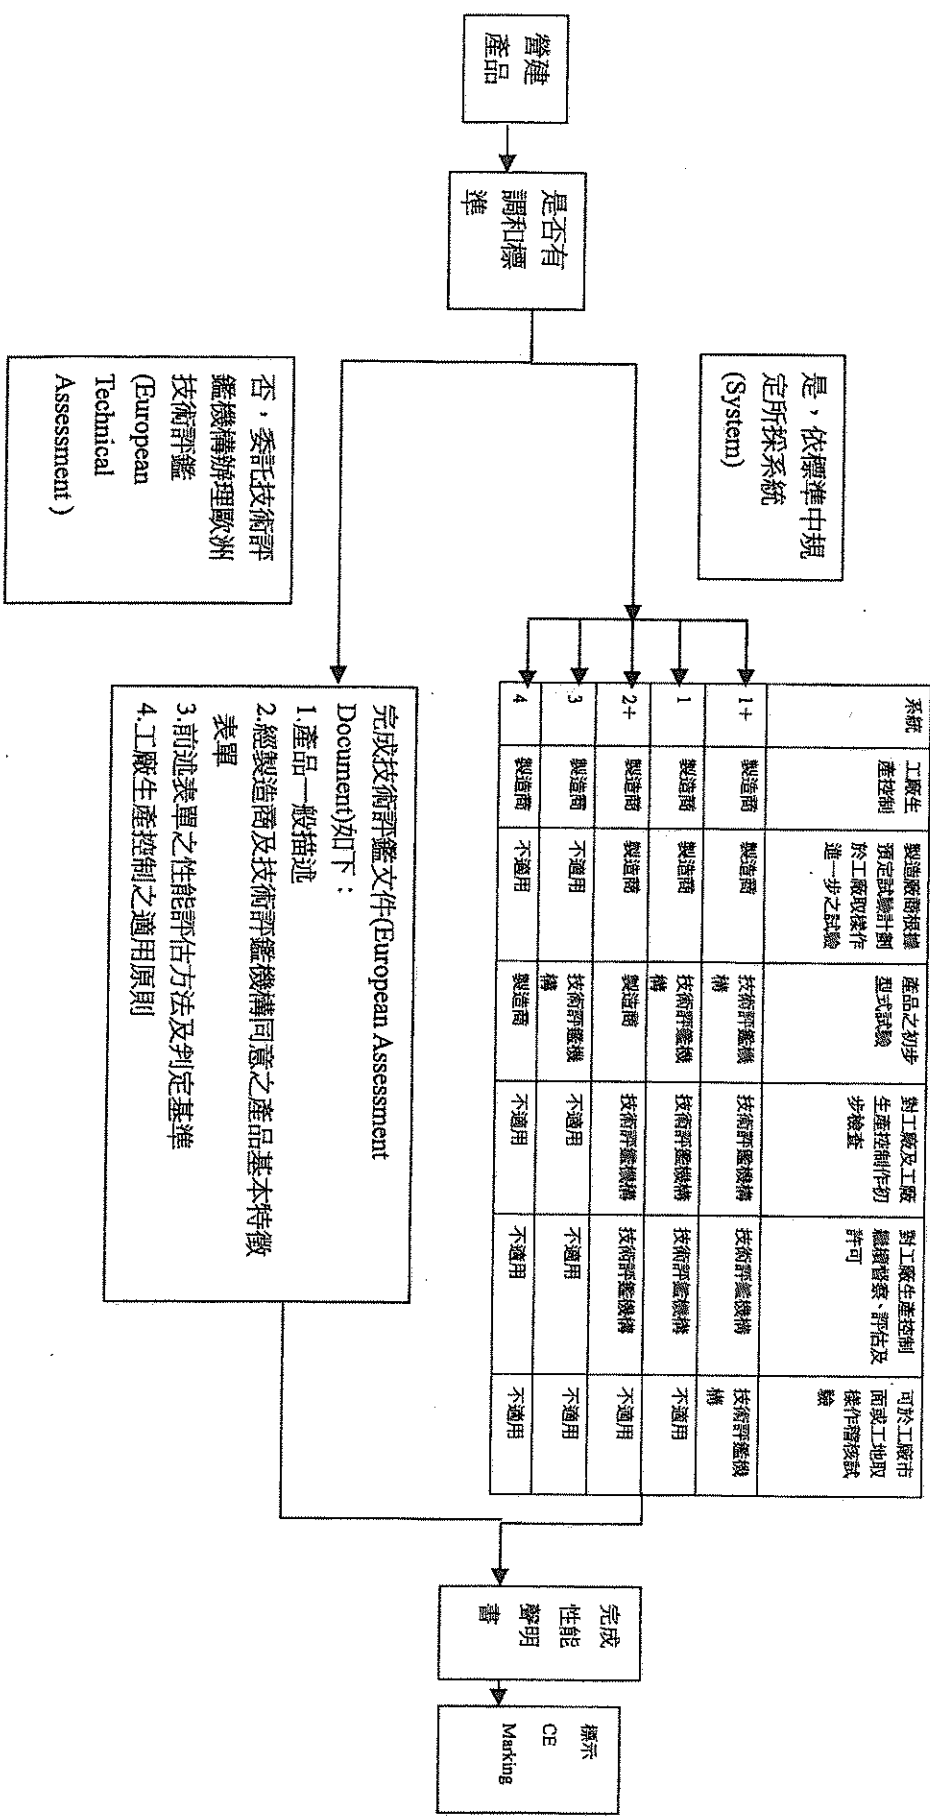 營建
產品
是否有
調和標
準
是，依標準中規
定所採系統
(System)
否，委託技術評
鑑機構辦理歐洲
技術評鑑
(European
Technical
Assessment )
系統
工廠生
產控制
製造廠商根據
預定試驗計劃
於工廠取樣作
進一步之試驗
產品之初步
型式試驗
對工廠及工廠
生產控制作初
步檢查
對工廠生產控制
繼續督察、評估及
許可
可於工廠市
面或工地取
樣作稽核試
驗
1+
製造商
製造商
技術評鑑機
構
技術評鑑機構
技術評鑑機構
技術評鑑機
構
1
製造商
製造商
技術評鑑機
構
技術評鑑機構
技術評鑑機構
不適用
2+
製造商
製造商
製造商
技術評鑑機構
技術評鑑機構
不適用
3
製造商
不適用
技術評鑑機
構
不適用
不適用
不適用
4
製造商
不適用
製造商
不適用
不適用
不適用
完成技術評鑑文件(European Assessment
Document)如下：
1.產品一般描述
2.經製造商及技術評鑑機構同意之產品基本特徵
表單
3.前述表單之性能評估方法及判定基準
4.工廠生產控制之適用原則
完成
性能
聲明
書
標示
CE
Marking